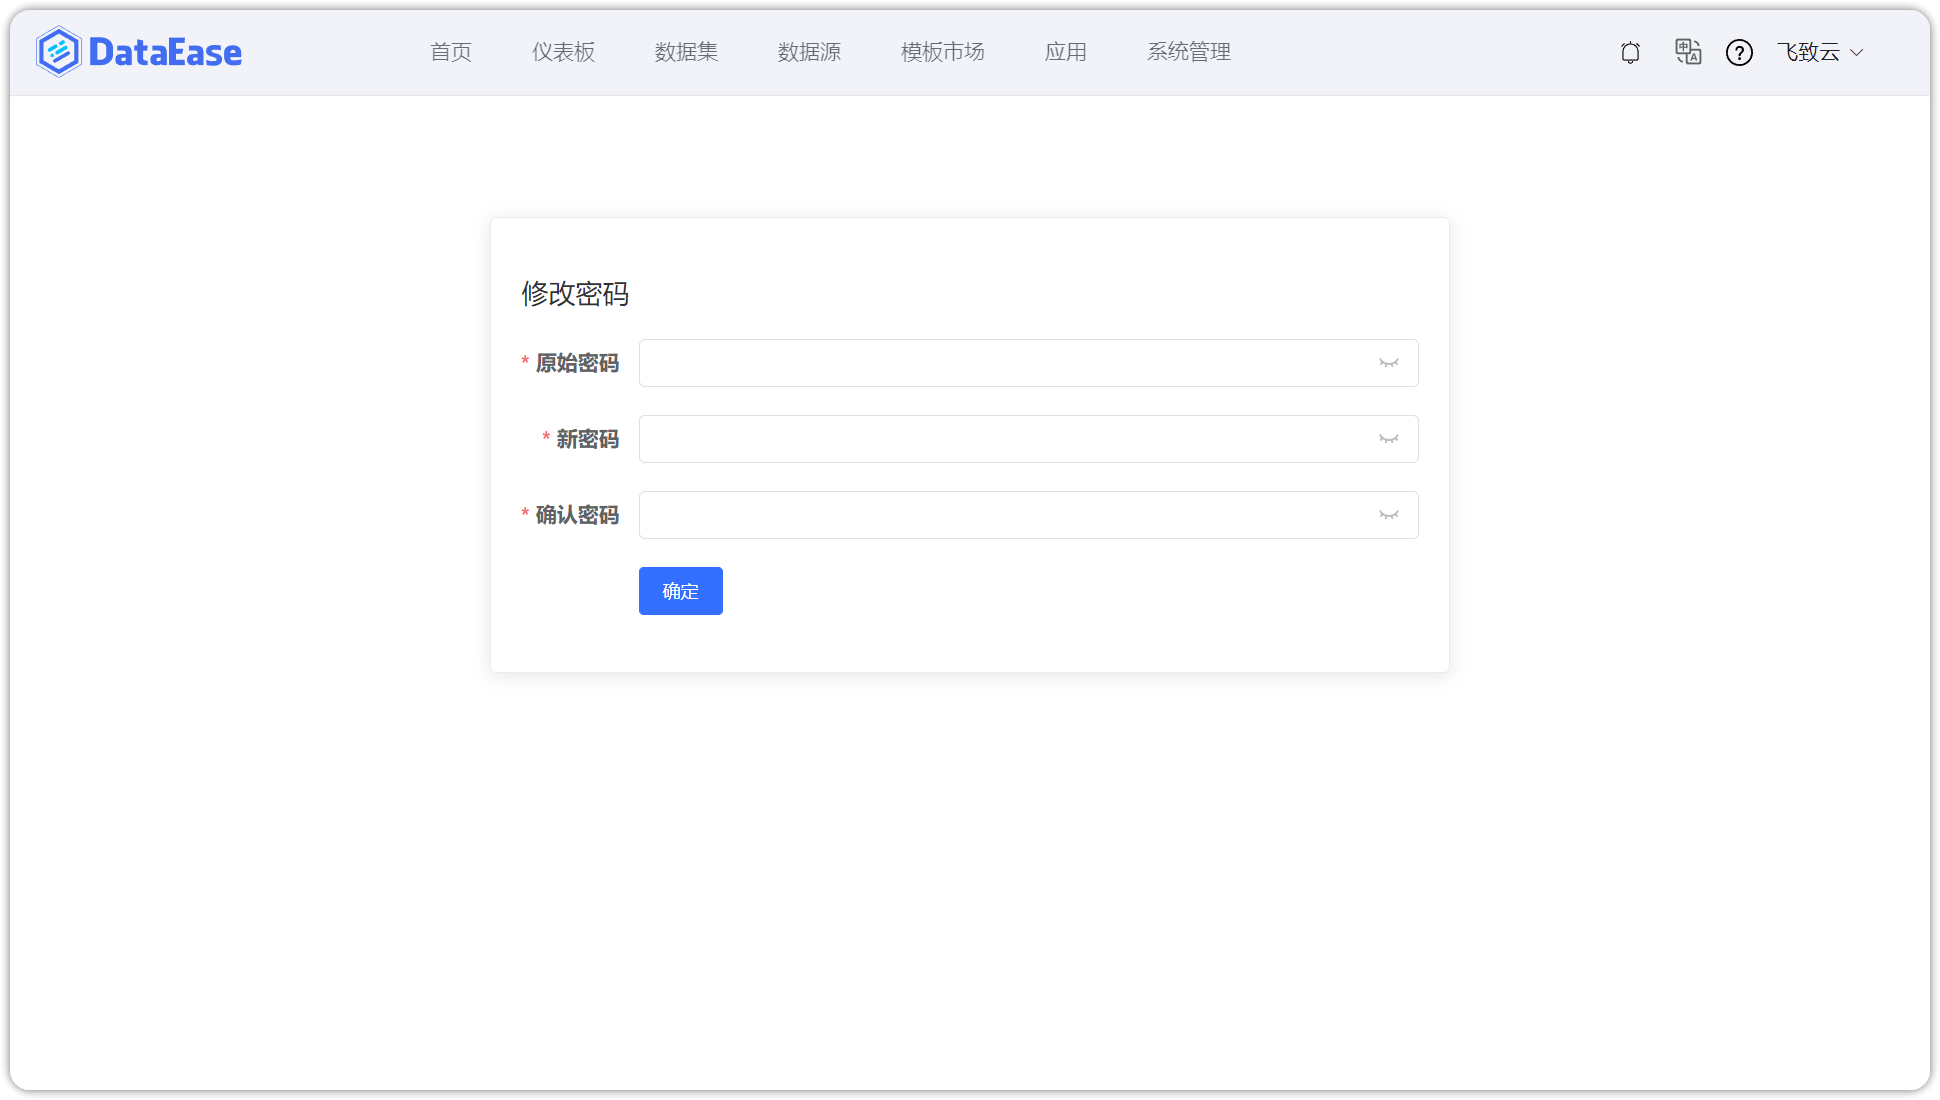 DataEase 首页 仪表板 数据集 数据源 模板市场 应用 系统管理 飞致云
修改密码
* 原始密码
* 新密码
* 确认密码
确定